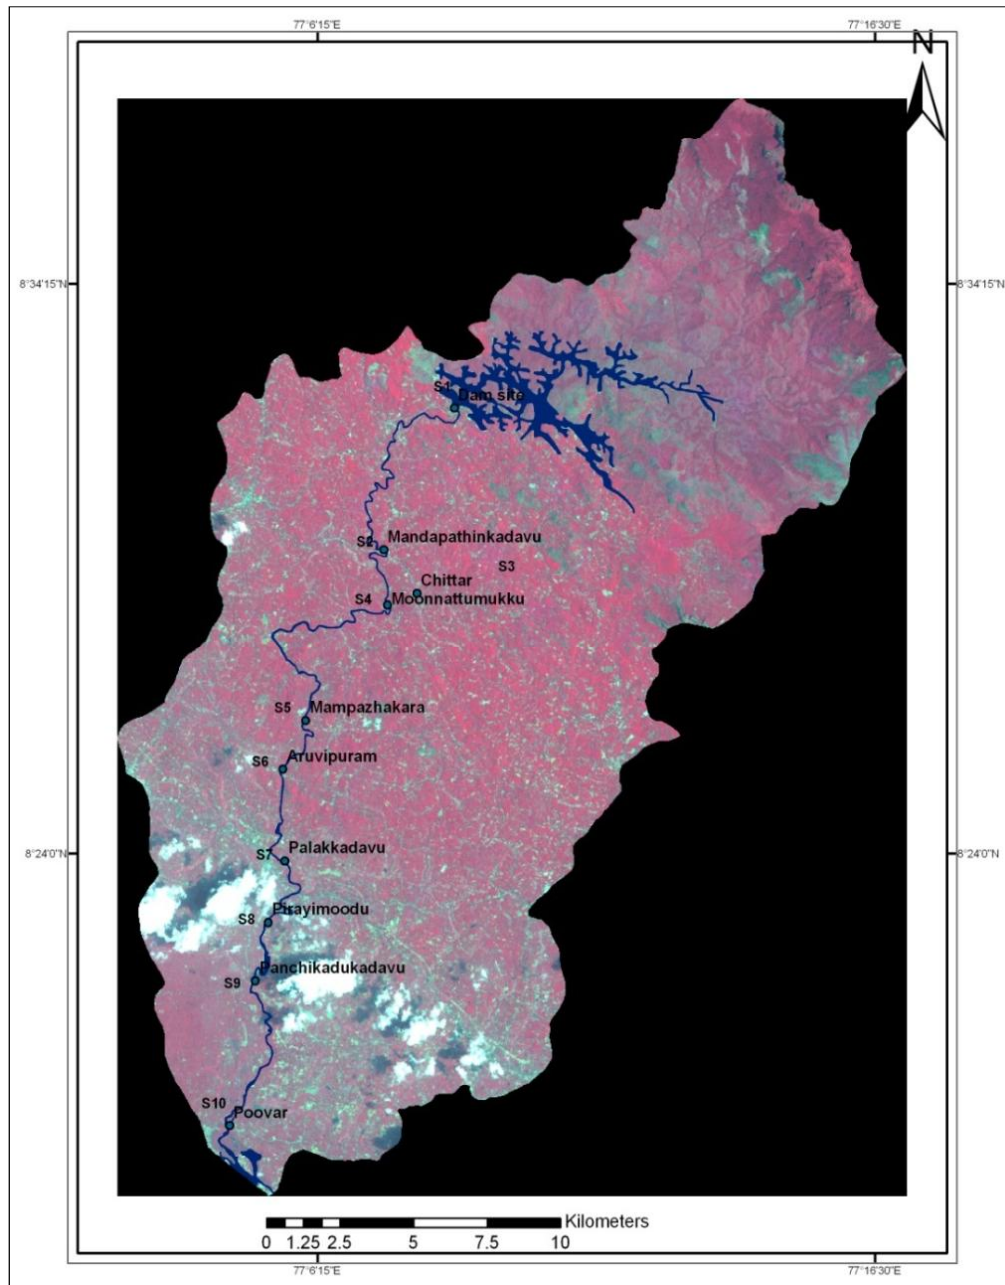 77°6'15"E
77°16'30"E
N
8°34'15"N
8°34'15"N
S1
Dam site
S2
Mandapathinkadavu
S3
Chittar
S4
Moonnattumukku
S5
Mampazhakara
S6
Aruvipuram
8°24'0"N
8°24'0"N
S7
Palakkadavu
S8
Pirayimoodu
S9
Panchikadukadavu
S10
Poovar
Kilometers
0 1.25 2.5 5 7.5 10
77°6'15"E
77°16'30"E